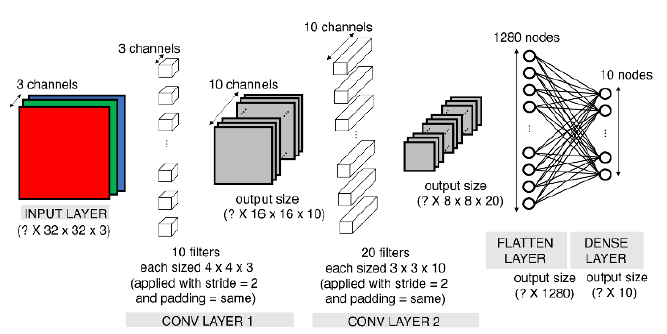 3 channels
INPUT LAYER
(? X 32 x 32 x 3)
3 channels
10 filters
each sized 4 x 4 x 3
(applied with stride = 2
and padding = same)
CONV LAYER 1
10 channels
output size
(? X 16 x 16 x 10)
10 channels
20 filters
each sized 3 x 3 x 10
(applied with stride = 2
and padding = same)
CONV LAYER 2
output size
(? X 8 x 8 x 20)
1280 nodes
FLATTEN
LAYER
output size
(? X 1280)
10 nodes
DENSE
LAYER
output size
(? X 10)